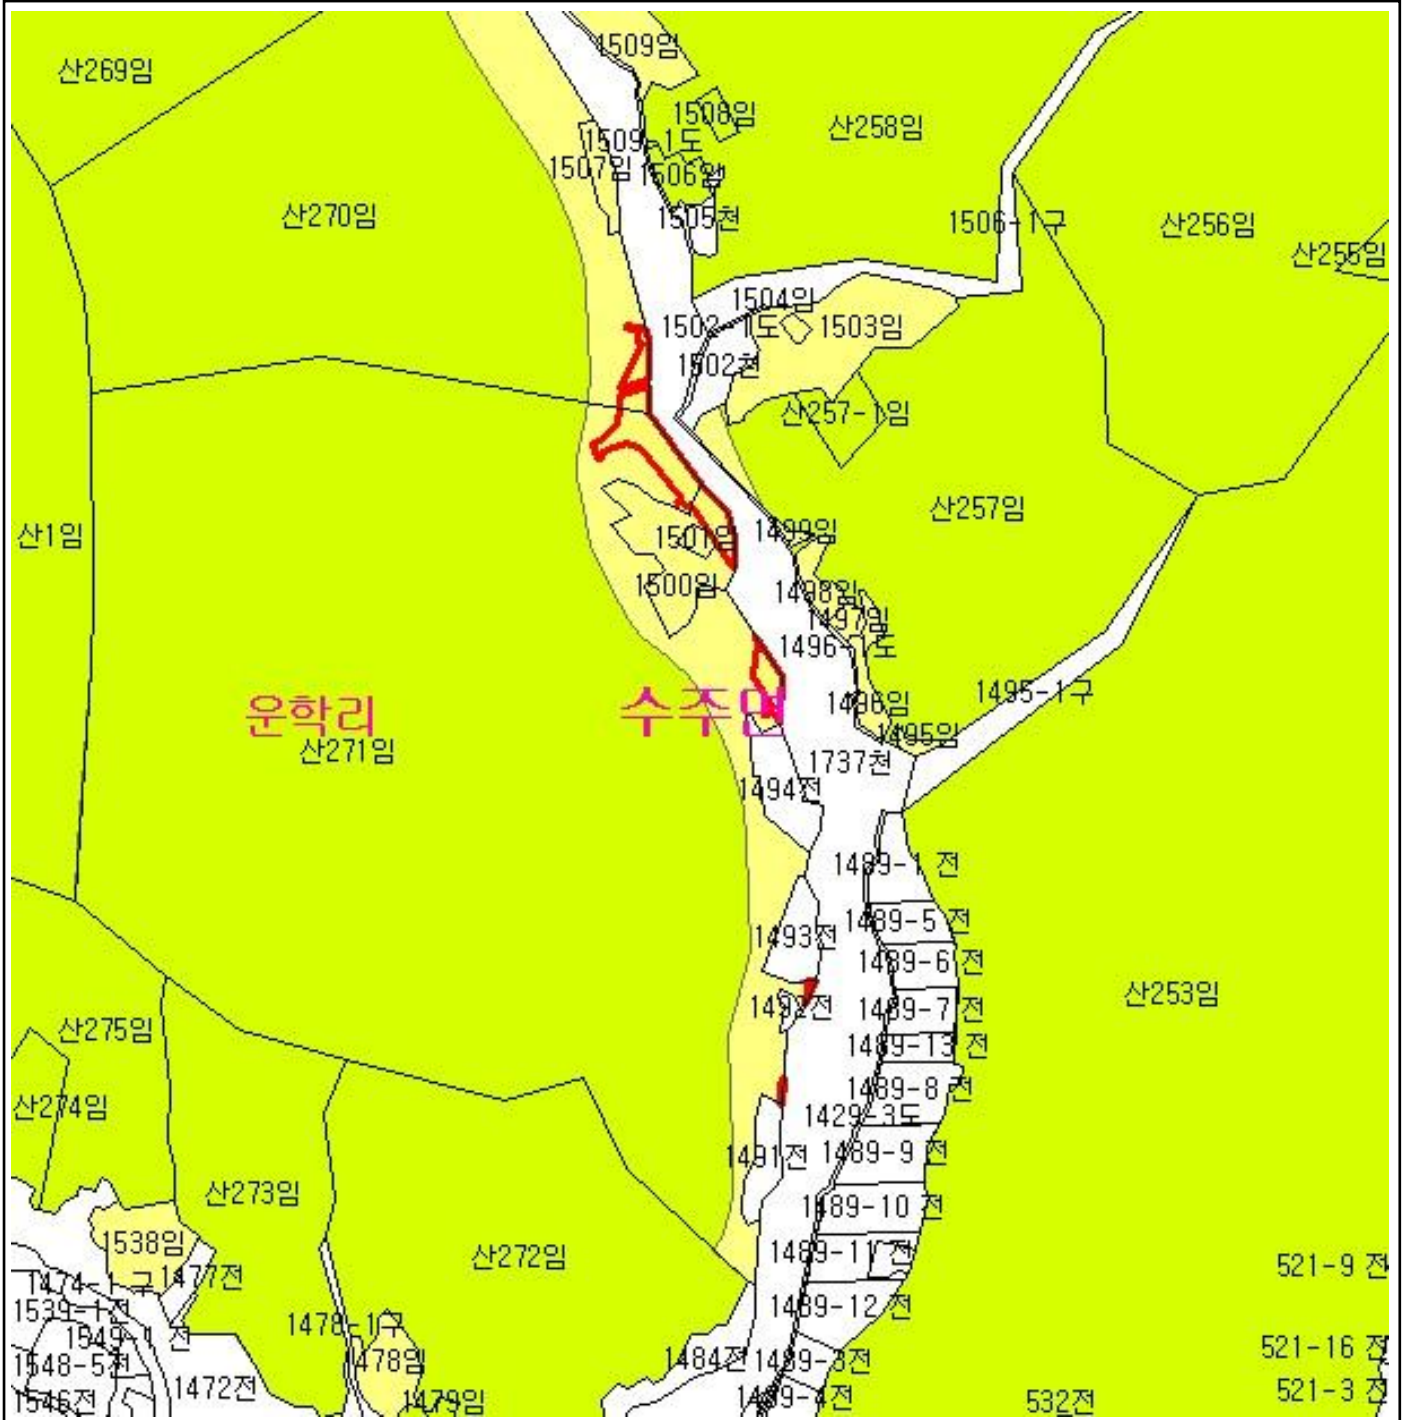 1509임
산269임
1508임
산258임
1509-1도
1507임
1506임
산270임
1505천
1506-1구
산256임
산255임
1504임
1502-1도
1503임
1502천
산257-1임
산257임
산1임
1499임
1501임
1500임
1498임
1497임
1496-1도
1495-1구
1496임
운학리
수주면
1495임
산271임
1737천
1494전
1489-1 전
1489-5 전
1493전
1489-6 전
산253임
1492전
1489-7 전
산275임
1489-13 전
1489-8 전
산274임
1429-3도
1491전
1489-9 전
산273임
1489-10 전
1538임
1489-11 전
산272임
521-9 전
1474-1 구
1477전
1539-1전
1489-12 전
1478-1구
1549-1 전
521-16 전
1548-5전
478임
1484전
1489-3전
1472전
521-3 전
1546전
1479임
1489-4전
532전